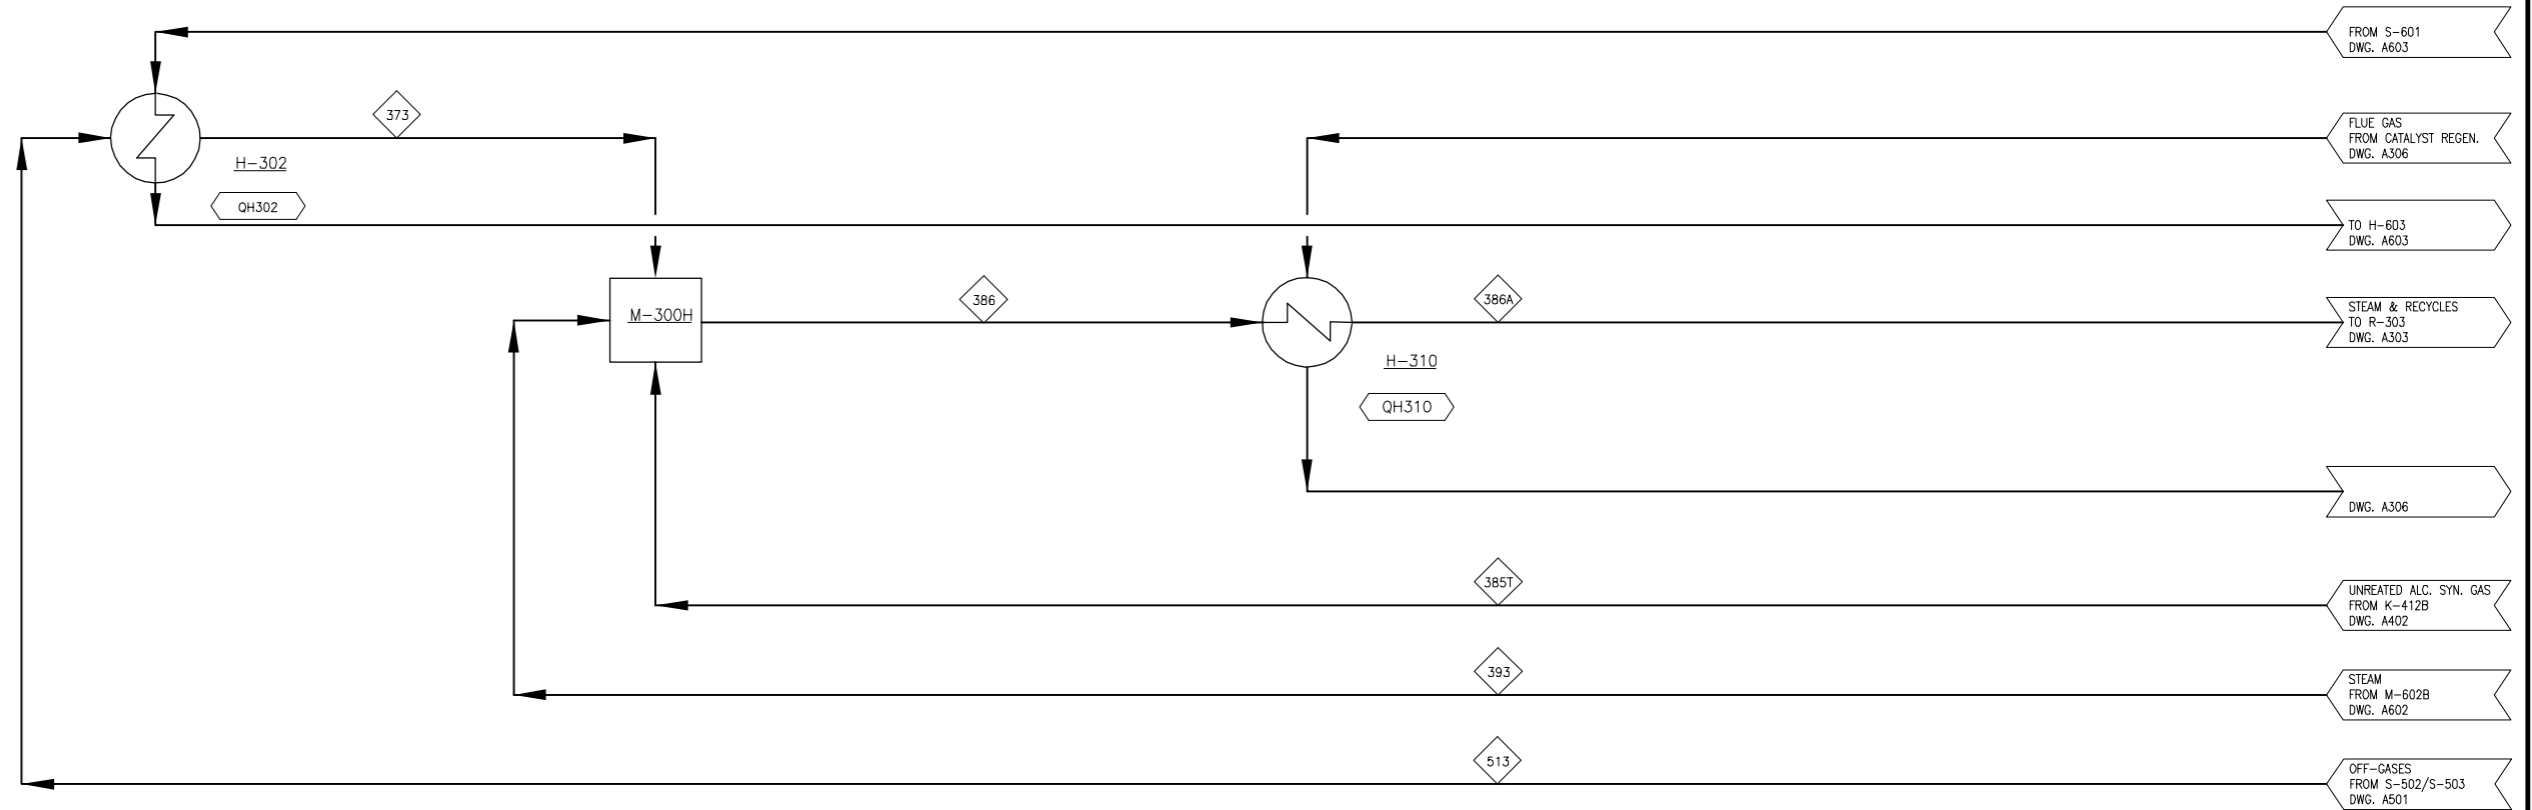 FROM S-601
DWG. A603
373
FLUE GAS
FROM CATALYST REGEN.
DWG. A306
H-302
QH302
TO H-603
DWG. A603
M-300H
386
386A
STEAM & RECYCLES
TO R-303
DWG. A303
H-310
QH310
DWG. A306
385T
UNREATED ALC. SYN. GAS
FROM K-412B
DWG. A402
393
STEAM
FROM M-602B
DWG. A602
513
OFF-GASES
FROM S-502/S-503
DWG. A501